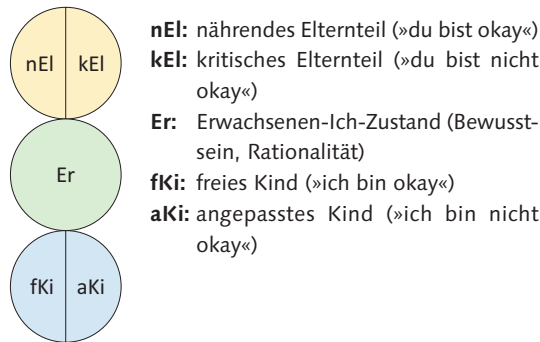 nEl
kEl
Er
fKi
aKi
nEl: nährendes Elternteil (»du bist okay«)
kEl: kritisches Elternteil (»du bist nicht
okay«)
Er: Erwachsenen-Ich-Zustand (Bewusst-
sein, Rationalität)
fKi: freies Kind (»ich bin okay«)
aKi: angepasstes Kind (»ich bin nicht
okay«)